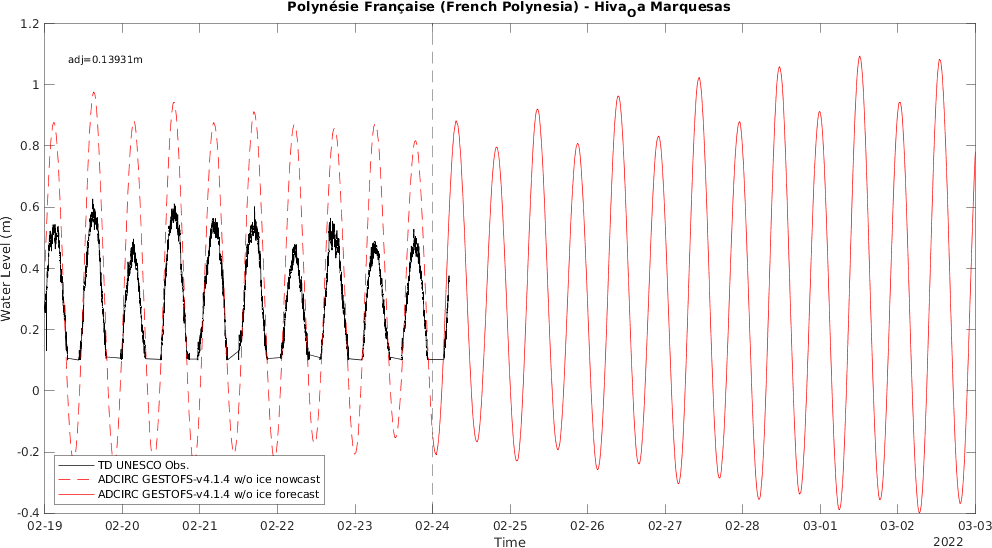 Polynésie Française (French Polynesia) - Hiva_Oa Marquesas
adj=0.13931m
Water Level (m)
1.2
1
0.8
0.6
0.4
0.2
0
-0.2
-0.4
TD UNESCO Obs.
ADCIRC GESTOFS-v4.1.4 w/o ice nowcast
ADCIRC GESTOFS-v4.1.4 w/o ice forecast
02-19 02-20 02-21 02-22 02-23 02-24 02-25 02-26 02-27 02-28 03-01 03-02 03-03
Time
2022